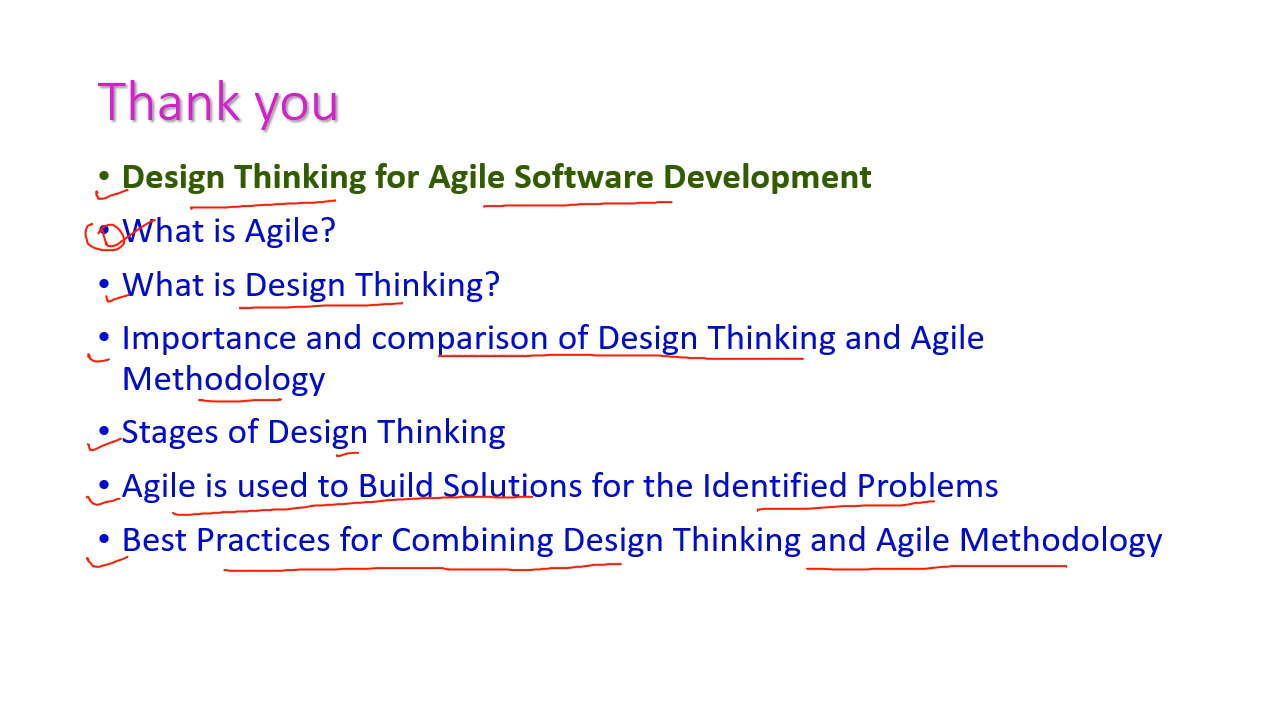 Thank you
• Design Thinking for Agile Software Development
• What is Agile?
• What is Design Thinking?
• Importance and comparison of Design Thinking and Agile
Methodology
• Stages of Design Thinking
• Agile is used to Build Solutions for the Identified Problems
• Best Practices for Combining Design Thinking and Agile Methodology